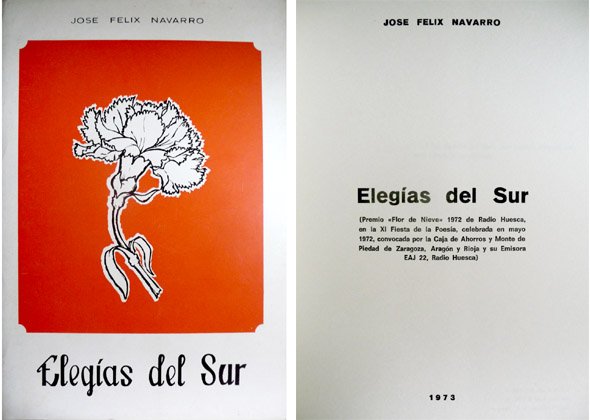 JOSE FELIX NAVARRO
Elegías del Sur
JOSE FELIX NAVARRO
Elegías del Sur
(Premio «Flor de Nieve» 1972 de Radio Huesca,
en la XI Fiesta de la Poesía, celebrada en mayo
1972, convocada por la Caja de Ahorros y Monte de
Piedad de Zaragoza, Aragón y Rioja y su Emisora
EAJ 22, Radio Huesca)
1973